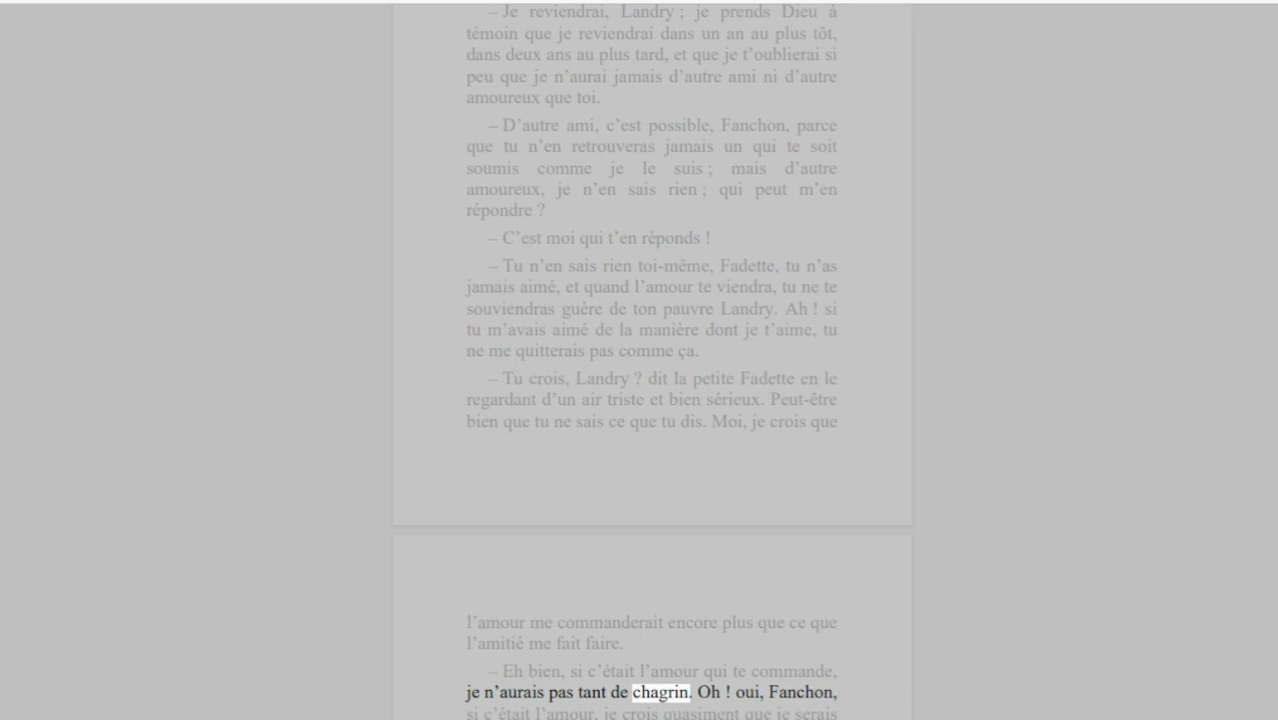 – Je reviendrai, Landry ; je prends Dieu à
témoin que je reviendrai dans un an au plus tôt,
dans deux ans au plus tard, et que je t’oublierai si
peu que je n’aurai jamais d’autre ami ni d’autre
amoureux que toi.
– D’autre ami, c’est possible, Fanchon, parce
que tu n’en retrouveras jamais un qui te soit
soumis comme je le suis ; mais d’autre
amoureux, je n’en sais rien ; qui peut m’en
répondre ?
– C’est moi qui t’en réponds !
– Tu n’en sais rien toi-même, Fadette, tu n’as
jamais aimé, et quand l’amour te viendra, tu ne te
souviendras guère de ton pauvre Landry. Ah ! si
tu m’avais aimé de la manière dont je t’aime, tu
ne me quitterais pas comme ça.
– Tu crois, Landry ? dit la petite Fadette en le
regardant d’un air triste et bien sérieux. Peut-être
bien que tu ne sais ce que tu dis. Moi, je crois que
l’amour me commanderait encore plus que ce que
l’amitié me fait faire.
– Eh bien, si c’était l’amour qui te commande,
je n’aurais pas tant de chagrin. Oh ! oui, Fanchon,
si c’était l’amour, je crois quasiment que je serais